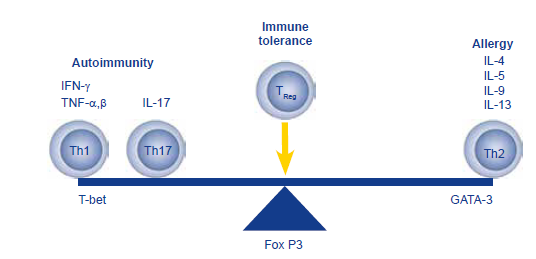 Immune
tolerance
Autoimmunity
Allergy
IFN-γ
TNF-α,β
IL-17
IL-4
IL-5
IL-9
IL-13
TReg
Th1
Th17
Th2
T-bet
GATA-3
Fox P3